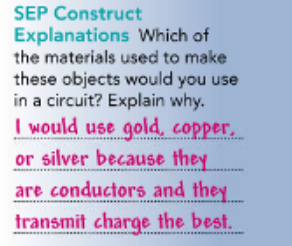 SEP Construct
Explanations Which of
the materials used to make
these objects would you use
in a circuit? Explain why.
I would use gold, copper,
or silver because they
are conductors and they
transmit charge the best.